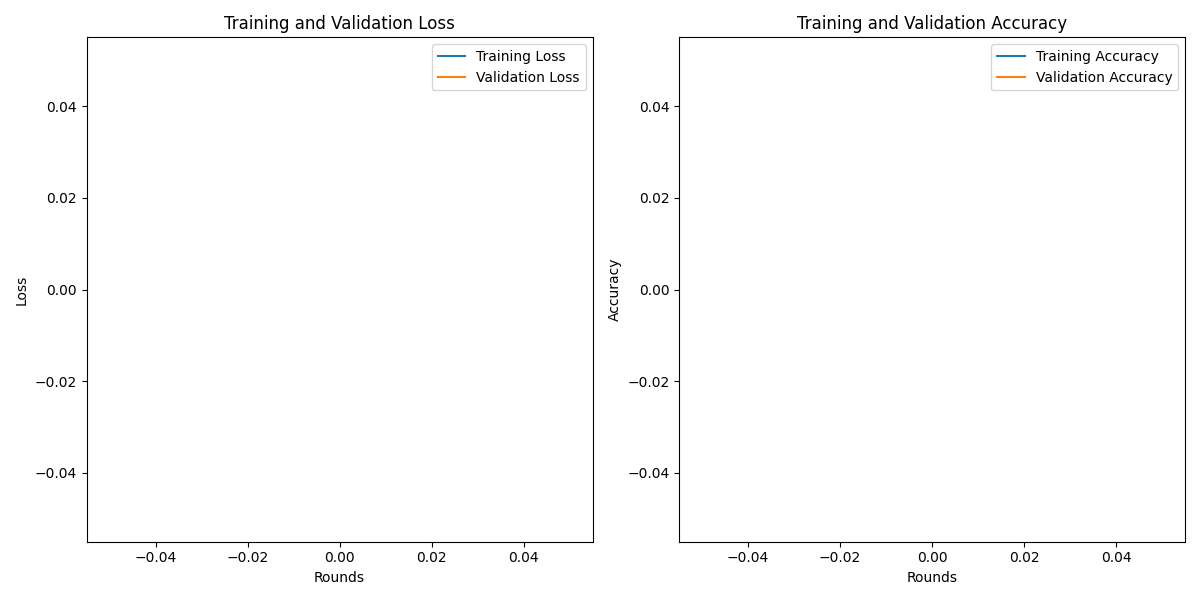 Training and Validation Loss
Training Loss
Validation Loss
0.04
0.02
0.00
−0.02
−0.04
Loss
−0.04
−0.02
0.00
0.02
0.04
Rounds
Training and Validation Accuracy
Training Accuracy
Validation Accuracy
0.04
0.02
0.00
−0.02
−0.04
Accuracy
−0.04
−0.02
0.00
0.02
0.04
Rounds